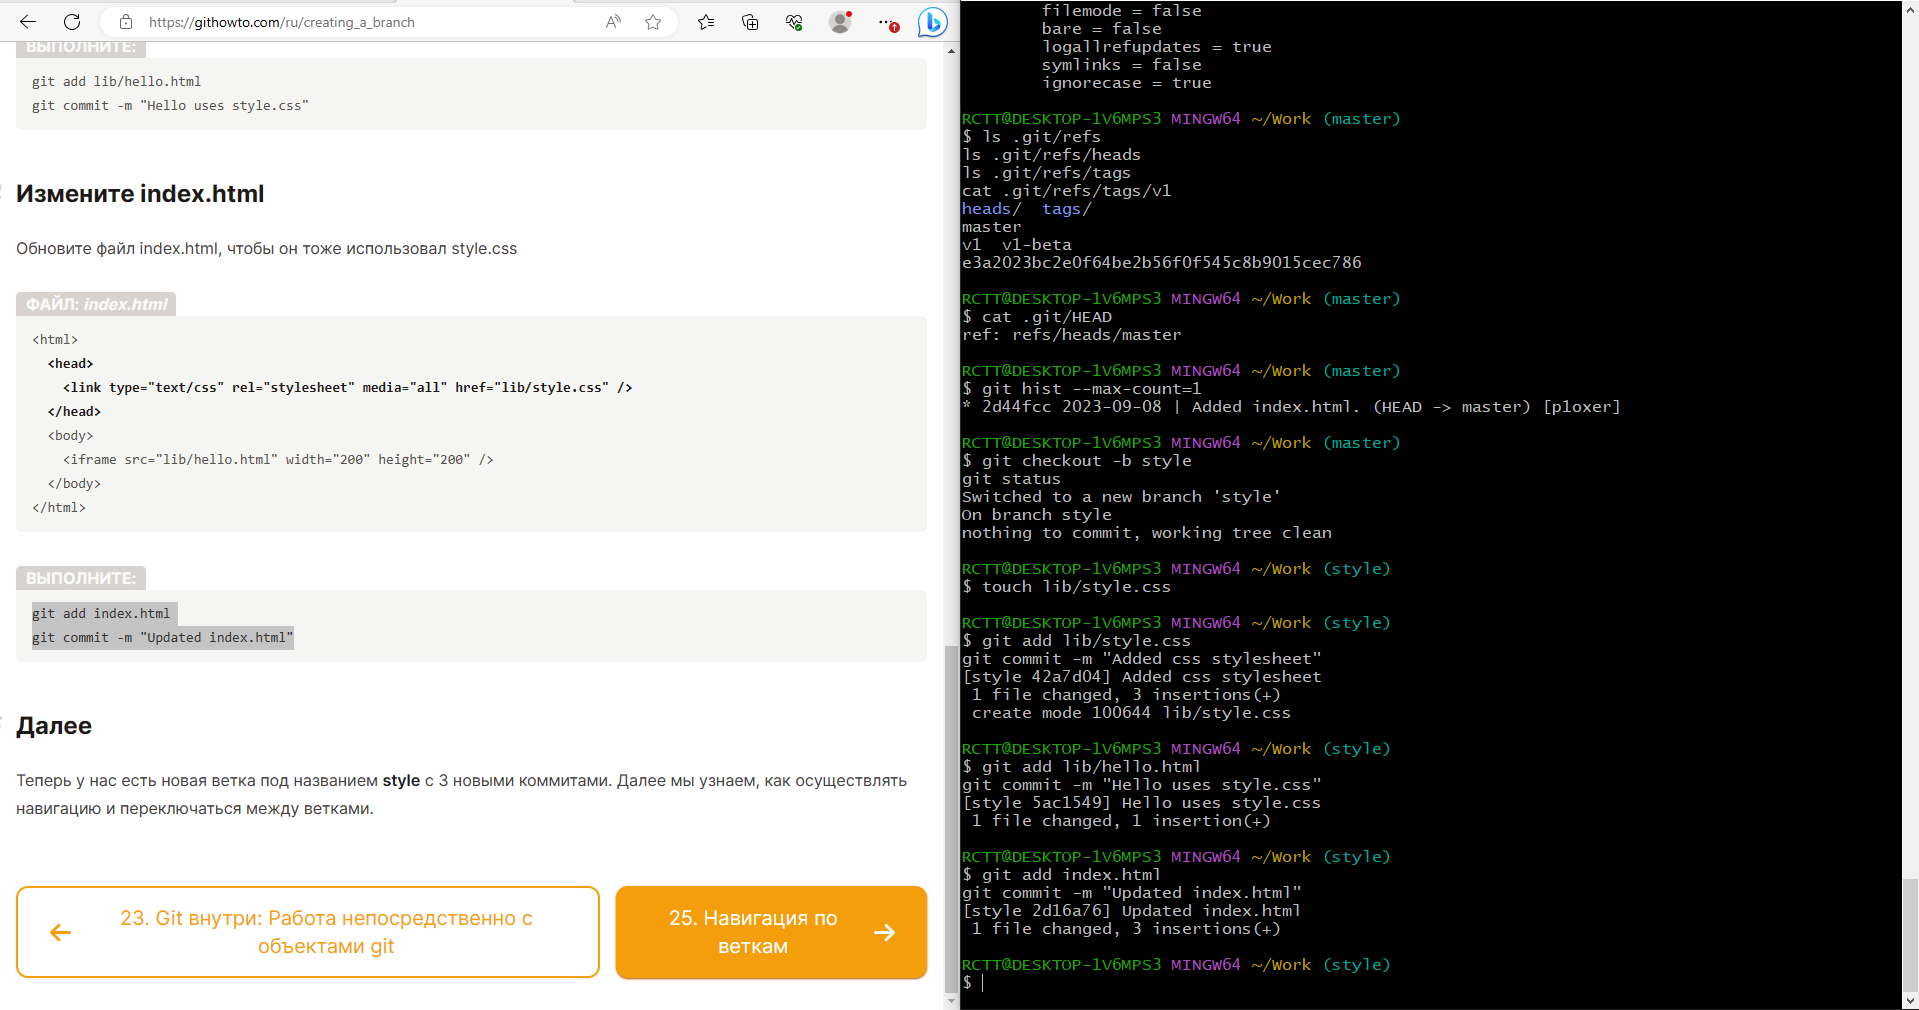 https://githowto.com/ru/creating_a_branch
ВЫПОЛНИТЕ:
git add lib/hello.html
git commit -m "Hello uses style.css"
Измените index.html
Обновите файл index.html, чтобы он тоже использовал style.css
ФАЙЛ: index.html
<html>
  <head>
    <link type="text/css" rel="stylesheet" media="all" href="lib/style.css" />
  </head>
  <body>
    <iframe src="lib/hello.html" width="200" height="200" />
  </body>
</html>
ВЫПОЛНИТЕ:
git add index.html
git commit -m "Updated index.html"
Далее
Теперь у нас есть новая ветка под названием style с 3 новыми коммитами. Далее мы узнаем, как осуществлять
навигацию и переключаться между ветками.
23. Git внутри: Работа непосредственно с
объектами git
25. Навигация по
веткам
        filemode = false
        bare = false
        logallrefupdates = true
        symlinks = false
        ignorecase = true
RCTT@DESKTOP-1V6MPS3 MINGW64 ~/Work (master)
$ ls .git/refs
ls .git/refs/heads
ls .git/refs/tags
cat .git/refs/tags/v1
heads/  tags/
master
v1  v1-beta
e3a2023bc2e0f64be2b56f0f545c8b9015cec786
RCTT@DESKTOP-1V6MPS3 MINGW64 ~/Work (master)
$ cat .git/HEAD
ref: refs/heads/master
RCTT@DESKTOP-1V6MPS3 MINGW64 ~/Work (master)
$ git hist --max-count=1
* 2d44fcc 2023-09-08 | Added index.html. (HEAD -> master) [p1oxer]
RCTT@DESKTOP-1V6MPS3 MINGW64 ~/Work (master)
$ git checkout -b style
git status
Switched to a new branch 'style'
On branch style
nothing to commit, working tree clean
RCTT@DESKTOP-1V6MPS3 MINGW64 ~/Work (style)
$ touch lib/style.css
RCTT@DESKTOP-1V6MPS3 MINGW64 ~/Work (style)
$ git add lib/style.css
git commit -m "Added css stylesheet"
[style 42a7d04] Added css stylesheet
 1 file changed, 3 insertions(+)
 create mode 100644 lib/style.css
RCTT@DESKTOP-1V6MPS3 MINGW64 ~/Work (style)
$ git add lib/hello.html
git commit -m "Hello uses style.css"
[style 5ac1549] Hello uses style.css
 1 file changed, 1 insertion(+)
RCTT@DESKTOP-1V6MPS3 MINGW64 ~/Work (style)
$ git add index.html
git commit -m "Updated index.html"
[style 2d16a76] Updated index.html
 1 file changed, 3 insertions(+)
RCTT@DESKTOP-1V6MPS3 MINGW64 ~/Work (style)
$